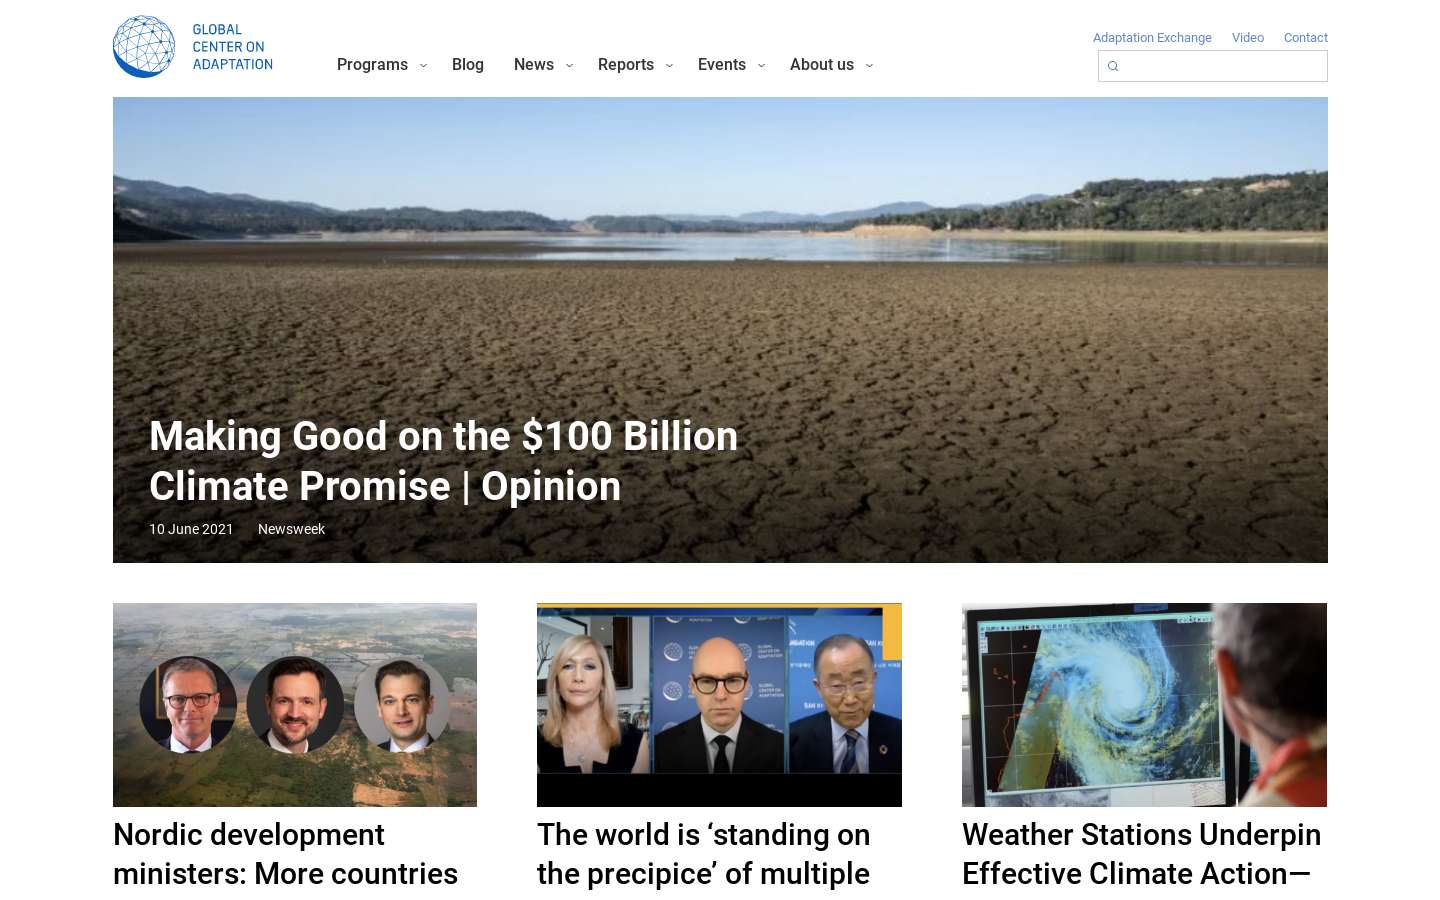 GLOBAL
CENTER ON
ADAPTATION
Programs
Blog
News
Reports
Events
About us
Adaptation Exchange
Video
Contact
Making Good on the $100 Billion
Climate Promise | Opinion
10 June 2021 Newsweek
Nordic development
ministers: More countries
The world is ‘standing on
the precipice’ of multiple
Weather Stations Underpin
Effective Climate Action—